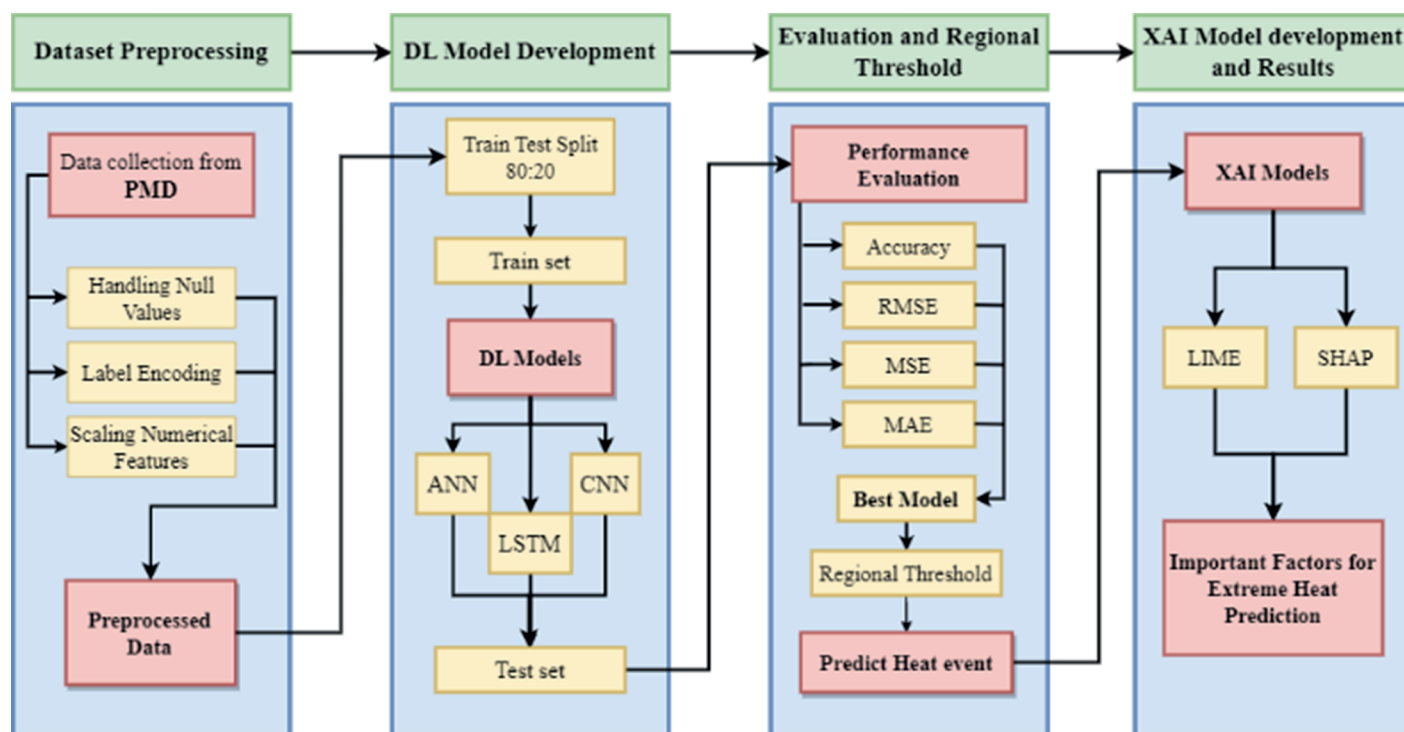 Dataset Preprocessing
DL Model Development
Evaluation and Regional
Threshold
XAI Model development
and Results
Data collection from
PMD
Handling Null
Values
Label Encoding
Scaling Numerical
Features
Preprocessed
Data
Train Test Split
80:20
Train set
DL Models
ANN
CNN
LSTM
Test set
Performance
Evaluation
Accuracy
RMSE
MSE
MAE
Best Model
Regional Threshold
Predict Heat event
XAI Models
LIME
SHAP
Important Factors for
Extreme Heat
Prediction